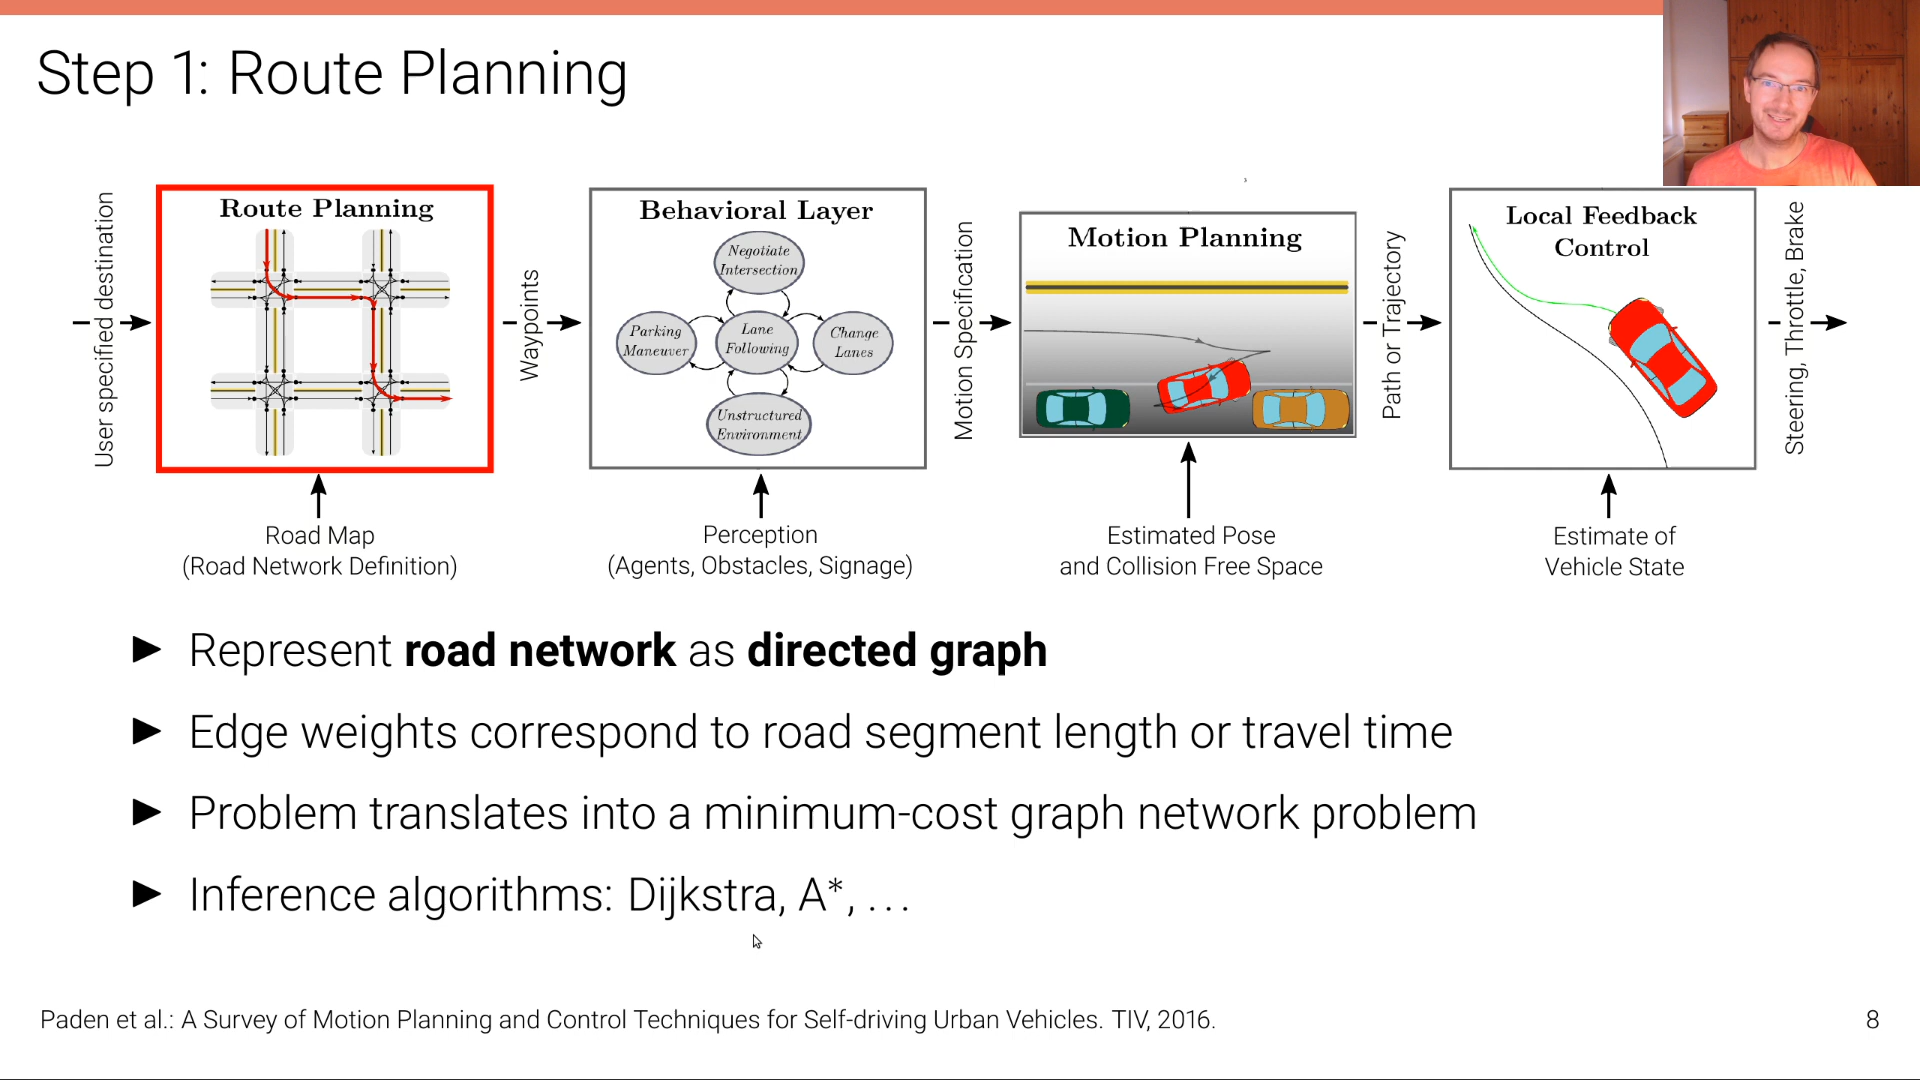 Step 1: Route Planning
User specified destination
Route Planning
Road Map
(Road Network Definition)
Waypoints
Behavioral Layer
Negotiate
Intersection
Parking
Maneuver
Lane
Following
Change
Lanes
Unstructured
Environment
Perception
(Agents, Obstacles, Signage)
Motion Specification
Motion Planning
Estimated Pose
and Collision Free Space
Path or Trajectory
Local Feedback
Control
Estimate of
Vehicle State
Steering, Throttle, Brake
► Represent road network as directed graph
► Edge weights correspond to road segment length or travel time
► Problem translates into a minimum-cost graph network problem
► Inference algorithms: Dijkstra, A*, . . .
Paden et al.: A Survey of Motion Planning and Control Techniques for Self-driving Urban Vehicles. TIV, 2016.
8